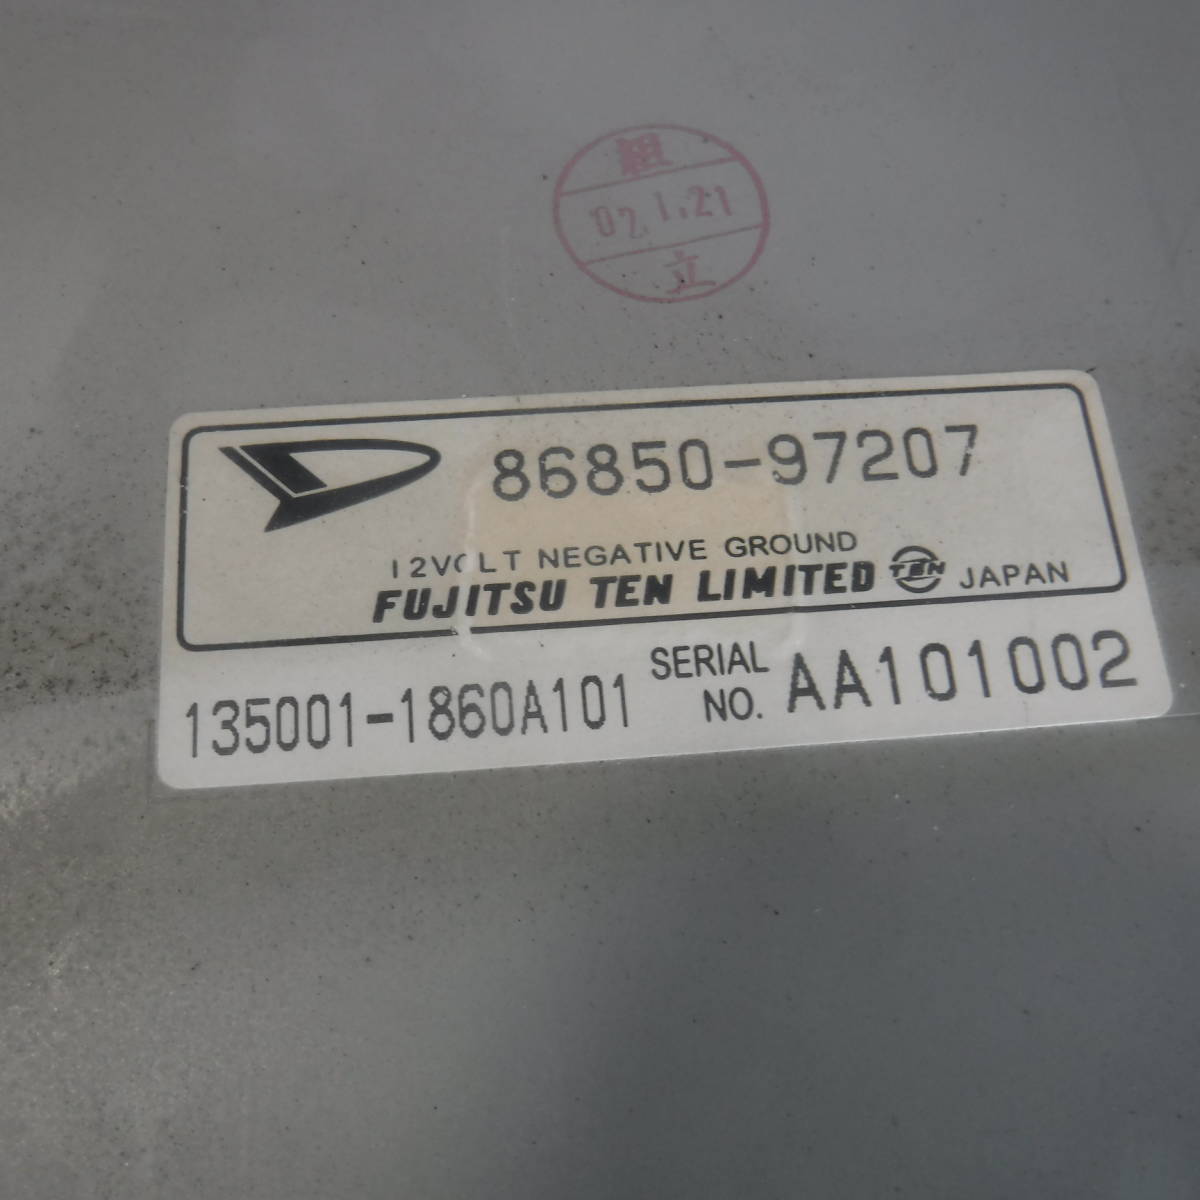 組
02.1.21
立
86850-97207
12VOLT NEGATIVE GROUND
FUJITSU TEN LIMITED TEN JAPAN
135001-1860A101 SERIAL NO. AA101002